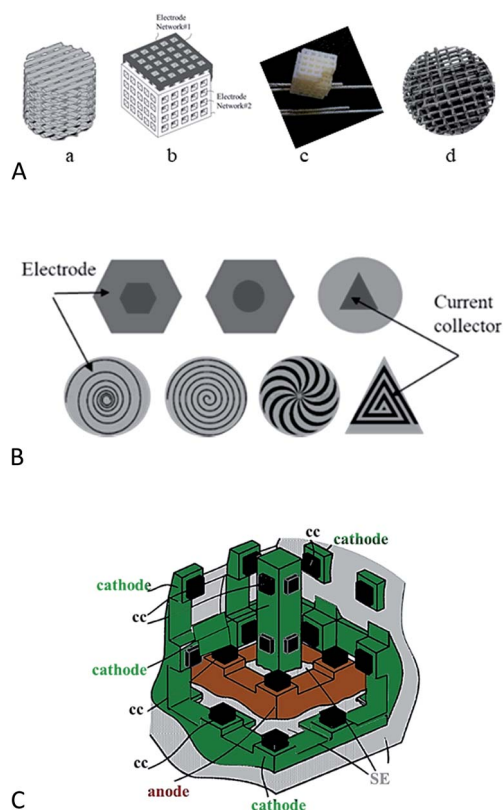 Electrode
Network#1
Electrode
Network#2
a
b
c
d
A
Electrode
Current
collector
B
cc
cathode
cathode
cc
cathode
cc
cc
anode
SE
cathode
C